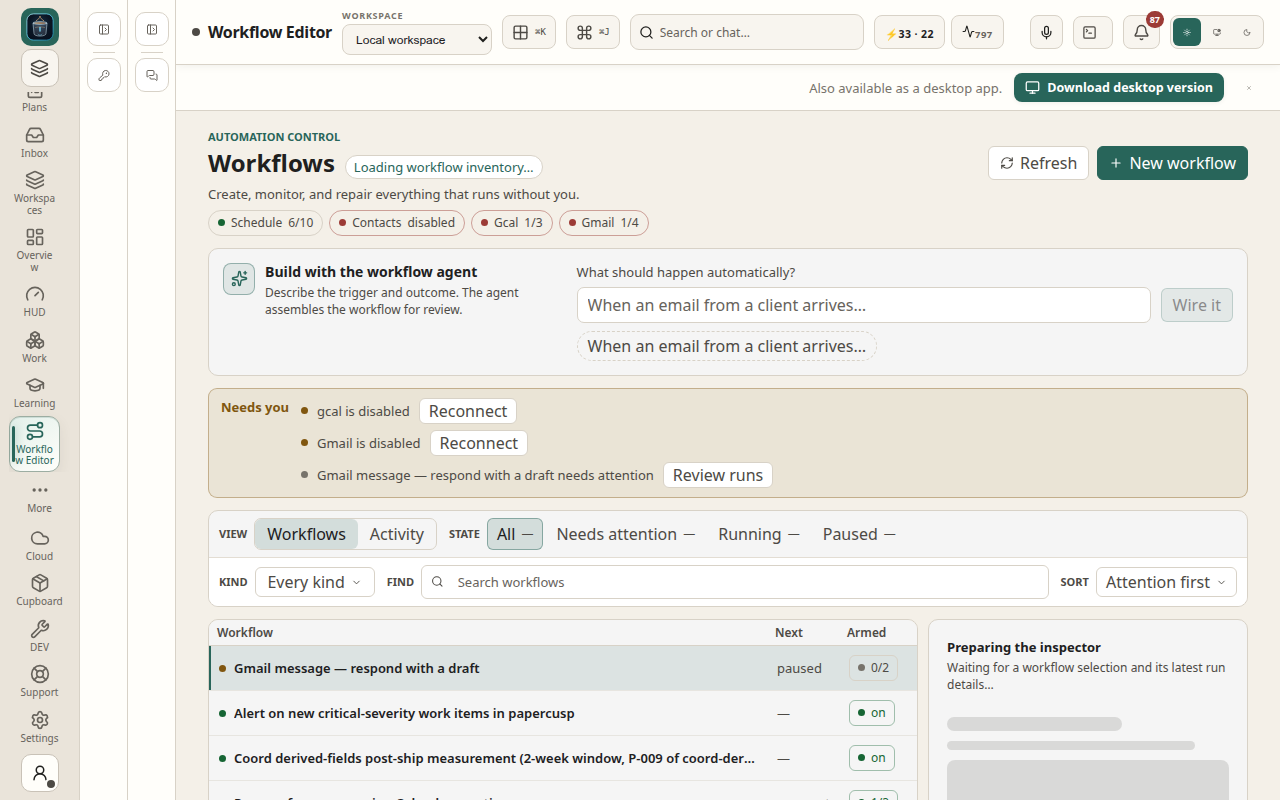 Workflow Editor
WORKSPACE
Local workspace
⌘K
⌘J
Search or chat...
⚡33 · 22
797
87
Plans
Inbox
Workspa
ces
Overvie
w
HUD
Work
Learning
Workflo
w Editor
More
Cloud
Cupboard
DEV
Support
Settings
Also available as a desktop app.
Download desktop version
×
AUTOMATION CONTROL
Workflows
Loading workflow inventory...
Refresh
+ New workflow
Create, monitor, and repair everything that runs without you.
Schedule 6/10
Contacts disabled
Gcal 1/3
Gmail 1/4
Build with the workflow agent
Describe the trigger and outcome. The agent
assembles the workflow for review.
What should happen automatically?
When an email from a client arrives...
Wire it
When an email from a client arrives...
Needs you
gcal is disabled
Reconnect
Gmail is disabled
Reconnect
Gmail message — respond with a draft needs attention
Review runs
VIEW
Workflows
Activity
STATE
All —
Needs attention —
Running —
Paused —
KIND
Every kind
FIND
Search workflows
SORT
Attention first
Workflow
Next
Armed
Gmail message — respond with a draft
paused
0/2
Alert on new critical-severity work items in papercusp
—
on
Coord derived-fields post-ship measurement (2-week window, P-009 of coord-der...
—
on
Preparing the inspector
Waiting for a workflow selection and its latest run
details...